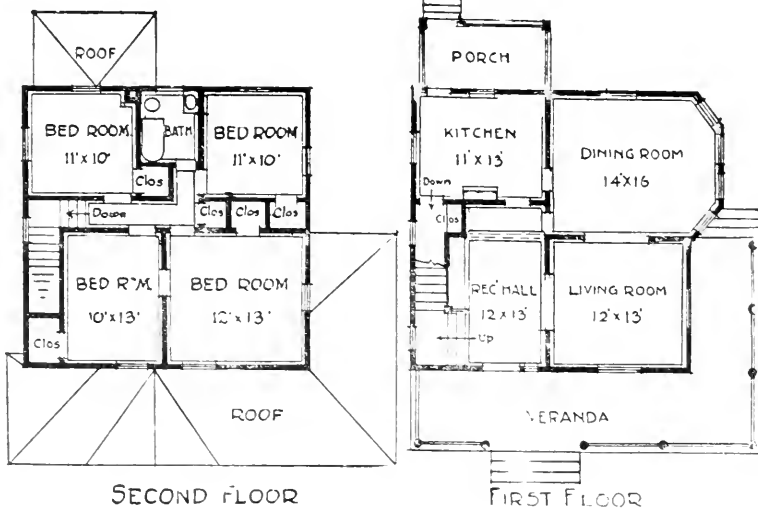 ROOF
BED ROOM
11'x10'
BATH
BED ROOM
11'x10'
Clos
Down
Clos
Clos
Clos
BED R'M.
10'x13'
BED ROOM
12'x13'
Clos
ROOF
SECOND FLOOR
PORCH
KITCHEN
11'x13'
DINING ROOM
14'x16
Down
Clos
REC' HALL
12x13'
LIVING ROOM
12'x13'
Up
VERANDA
FIRST FLOOR